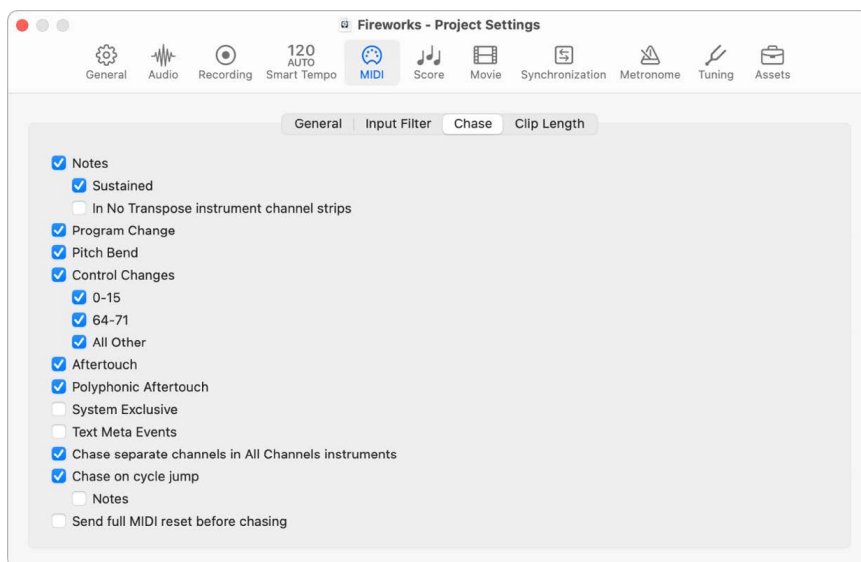 Fireworks - Project Settings
120
AUTO
General Audio Recording Smart Tempo MIDI Score Movie Synchronization Metronome Tuning Assets
General Input Filter Chase Clip Length
Notes
Sustained
In No Transpose instrument channel strips
Program Change
Pitch Bend
Control Changes
0-15
64-71
All Other
Aftertouch
Polyphonic Aftertouch
System Exclusive
Text Meta Events
Chase separate channels in All Channels instruments
Chase on cycle jump
Notes
Send full MIDI reset before chasing